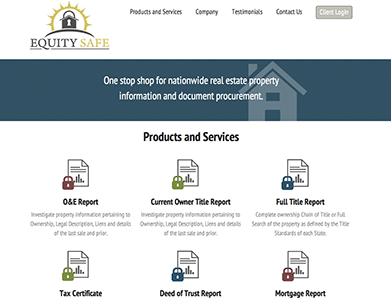 Products and Services Company Testimonials Contact Us Client Login
EQUITY SAFE
One stop shop for nationwide real estate property
information and document procurement.
Products and Services
O&E Report Current Owner Title Report Full Title Report
Investigate property information pertaining to Investigate property information pertaining to Complete ownership Chain of Title or Full
Ownership, Legal Description, Liens and details Ownership, Legal Description, Liens and details Search of the property as defined by the Title
of the last sale and prior. of the last sale and prior. Standards of each State.
Tax Certificate Deed of Trust Report Mortgage Report